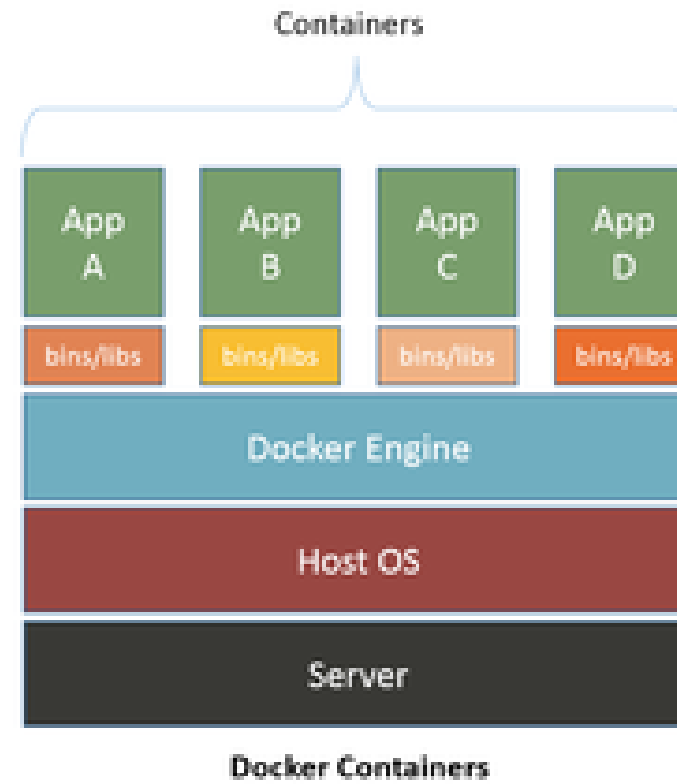 Containers
App
A
App
B
App
C
App
D
bins/libs
bins/libs
bins/libs
bins/libs
Docker Engine
Host OS
Server
Docker Containers